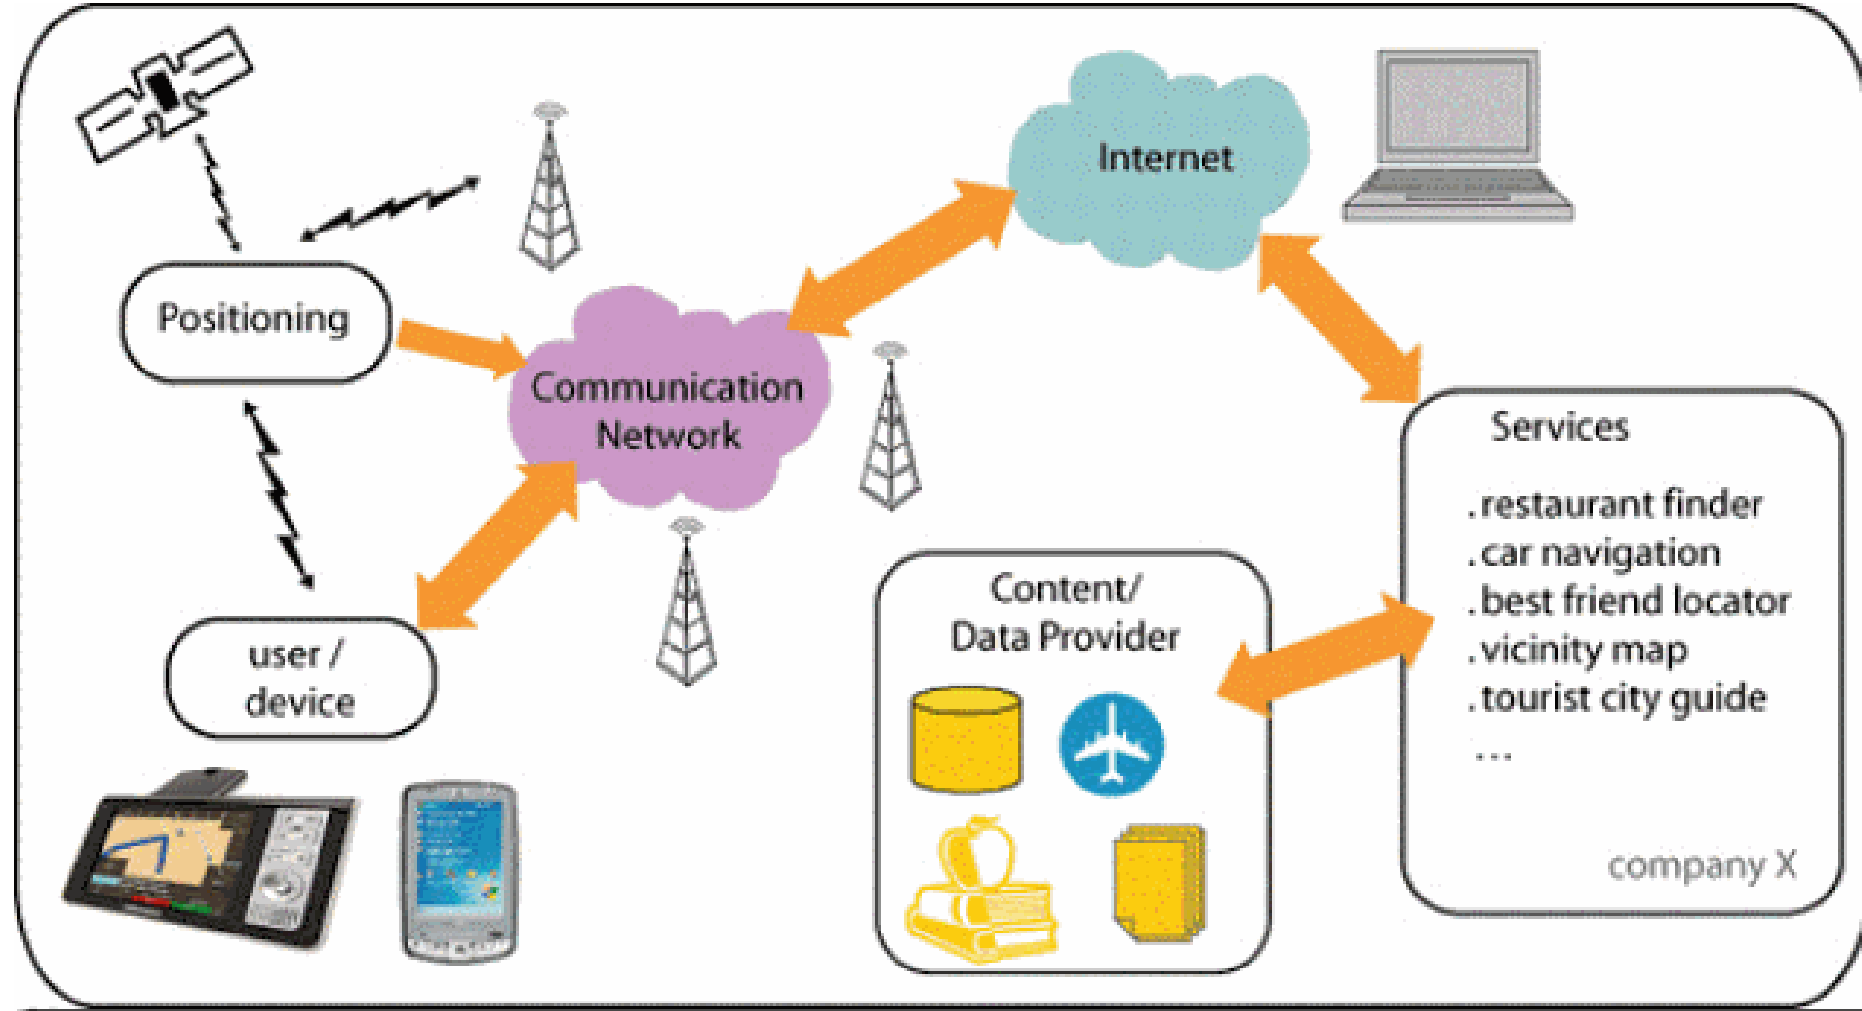 Positioning
Communication
Network
Internet
user /
device
Content/
Data Provider
Services
.restaurant finder
.car navigation
.best friend locator
.vicinity map
.tourist city guide
...
company X